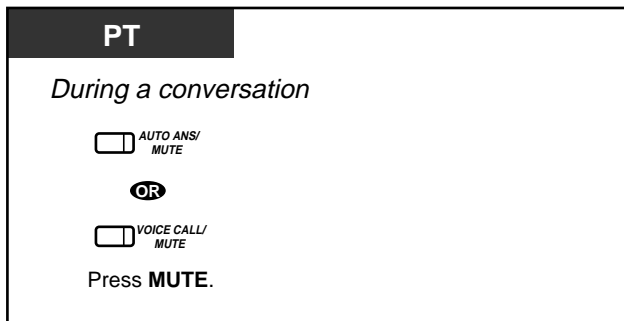 PT
During a conversation
AUTO ANS/
MUTE
OR
VOICE CALL/
MUTE
Press MUTE.